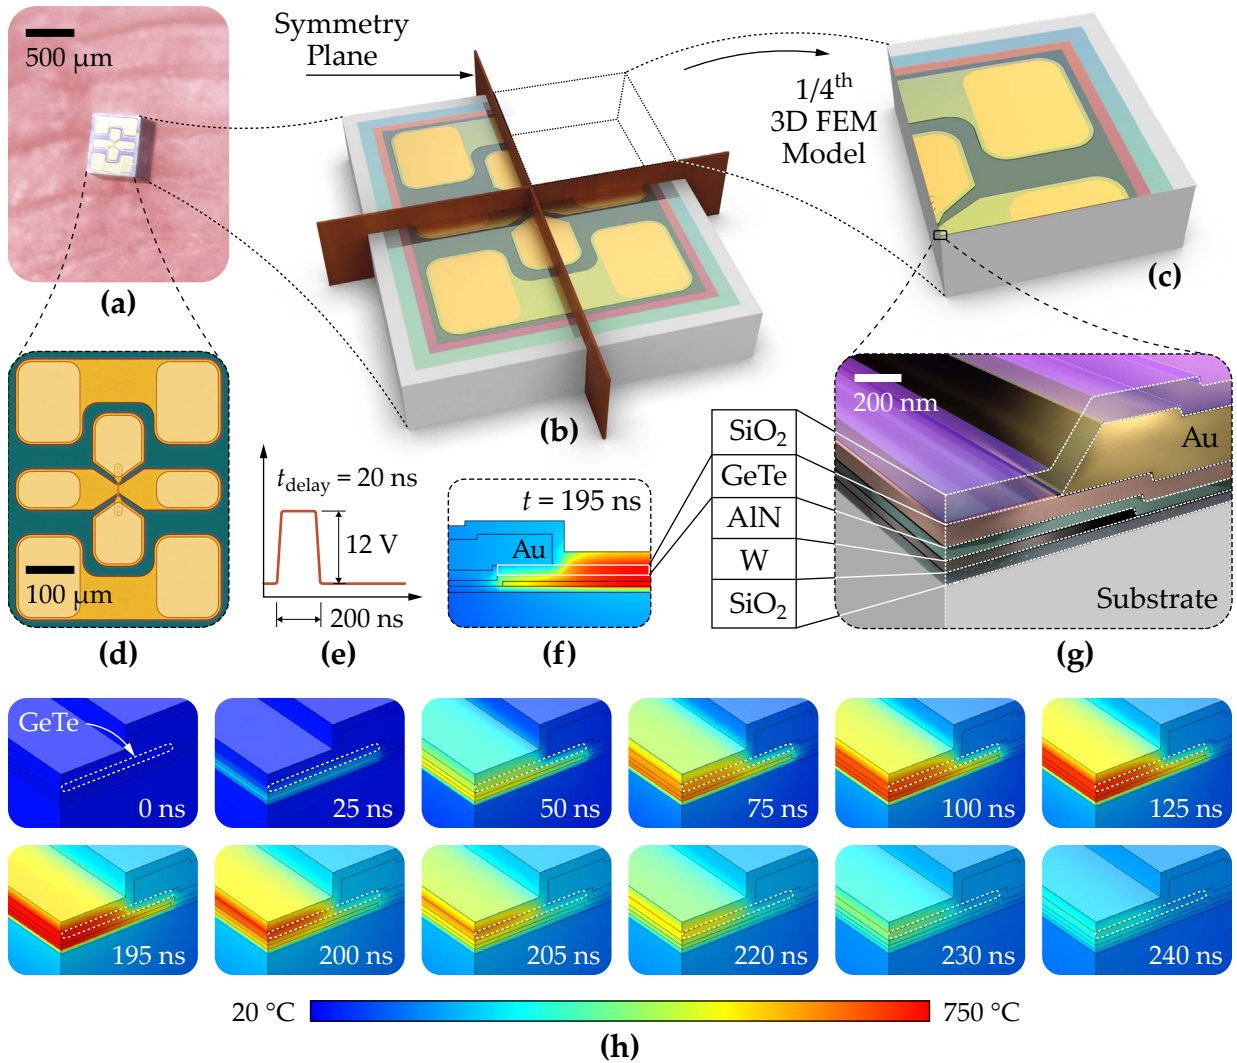 500 µm
(a)
Symmetry
Plane
(b)
1/4th
3D FEM
Model
(c)
100 µm
(d)
tdelay = 20 ns
12 V
200 ns
(e)
t = 195 ns
Au
(f)
SiO2
GeTe
AlN
W
SiO2
200 nm
Au
Substrate
(g)
GeTe
0 ns
25 ns
50 ns
75 ns
100 ns
125 ns
195 ns
200 ns
205 ns
220 ns
230 ns
240 ns
20 °C
750 °C
(h)